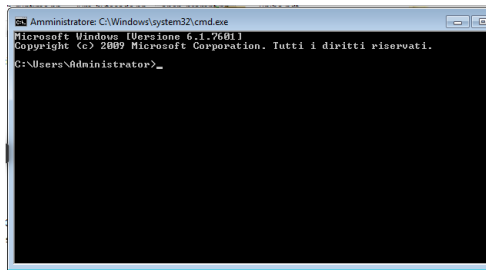 Amministratore: C:\Windows\system32\cmd.exe
Microsoft Windows [Versione 6.1.7601]
Copyright (c) 2009 Microsoft Corporation. Tutti i diritti riservati.
C:\Users\Administrator>_